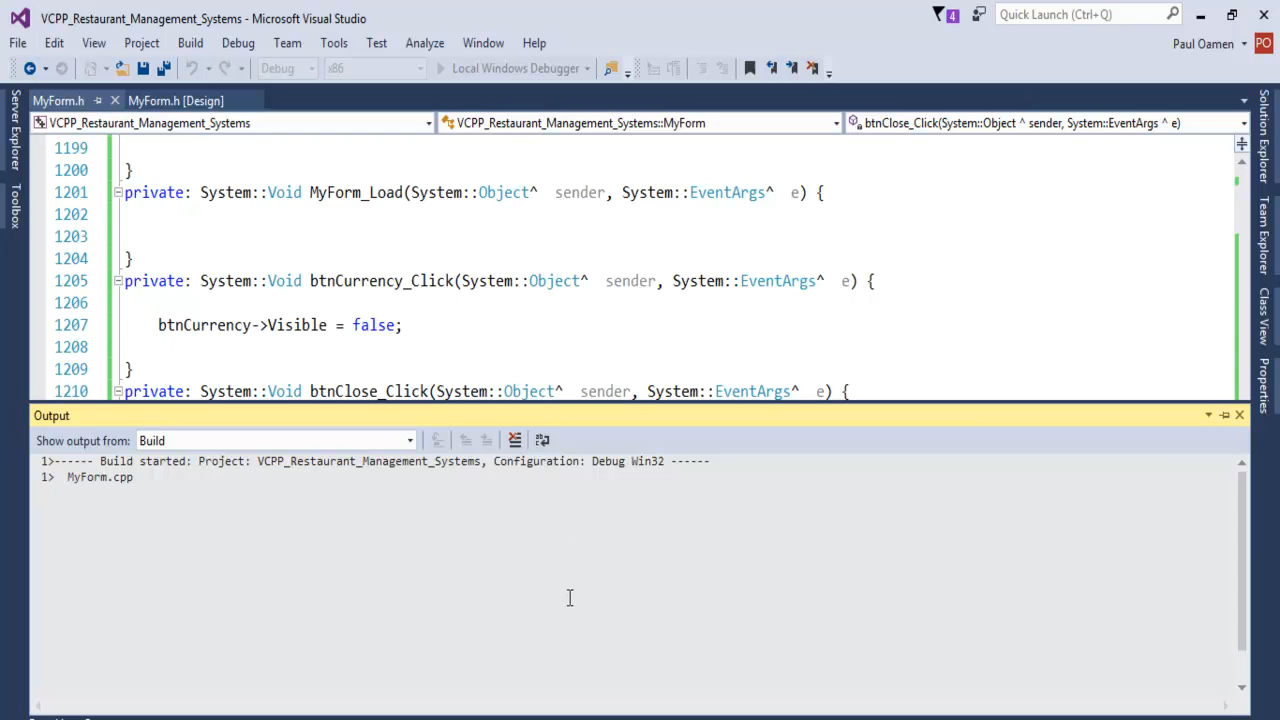 VCPP_Restaurant_Management_Systems - Microsoft Visual Studio
4
Quick Launch (Ctrl+Q)
File Edit View Project Build Debug Team Tools Test Analyze Window Help
Paul Oamen
PO
Debug x86 Local Windows Debugger
MyForm.h MyForm.h [Design]
VCPP_Restaurant_Management_Systems VCPP_Restaurant_Management_Systems::MyForm btnClose_Click(System::Object ^ sender, System::EventArgs ^ e)
Server Explorer
Toolbox
1199
1200 }
1201 private: System::Void MyForm_Load(System::Object^  sender, System::EventArgs^  e) {
1202
1203
1204 }
1205 private: System::Void btnCurrency_Click(System::Object^  sender, System::EventArgs^  e) {
1206
1207 btnCurrency->Visible = false;
1208
1209 }
1210 private: System::Void btnClose_Click(System::Object^  sender, System::EventArgs^  e) {
Solution Explorer
Team Explorer
Class View
Properties
Output
Show output from: Build
1>------ Build started: Project: VCPP_Restaurant_Management_Systems, Configuration: Debug Win32 ------
1>  MyForm.cpp